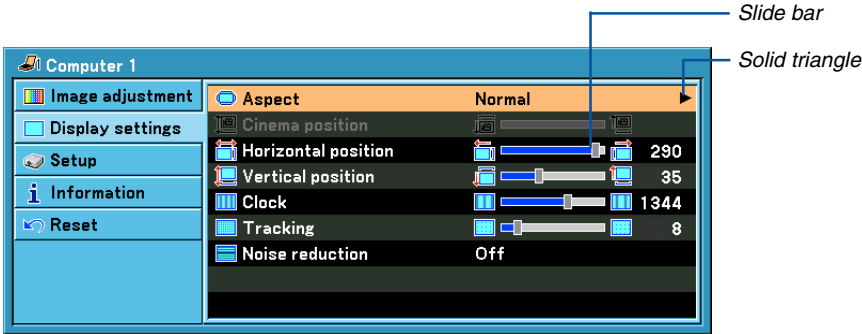 Slide bar
Solid triangle
Computer 1
Image adjustment
Display settings
Setup
Information
Reset
Aspect Normal
Cinema position
Horizontal position 290
Vertical position 35
Clock 1344
Tracking 8
Noise reduction Off